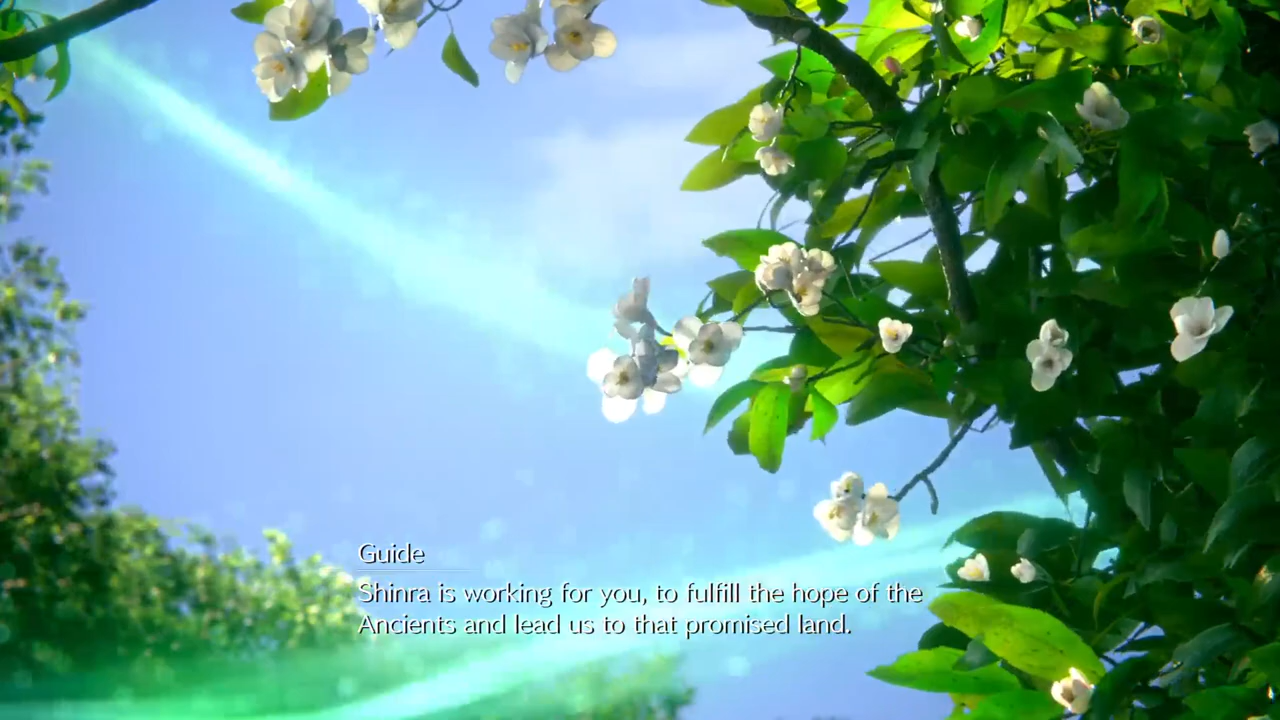 Guide
Shinra is working for you, to fulfill the hope of the
Ancients and lead us to that promised land.